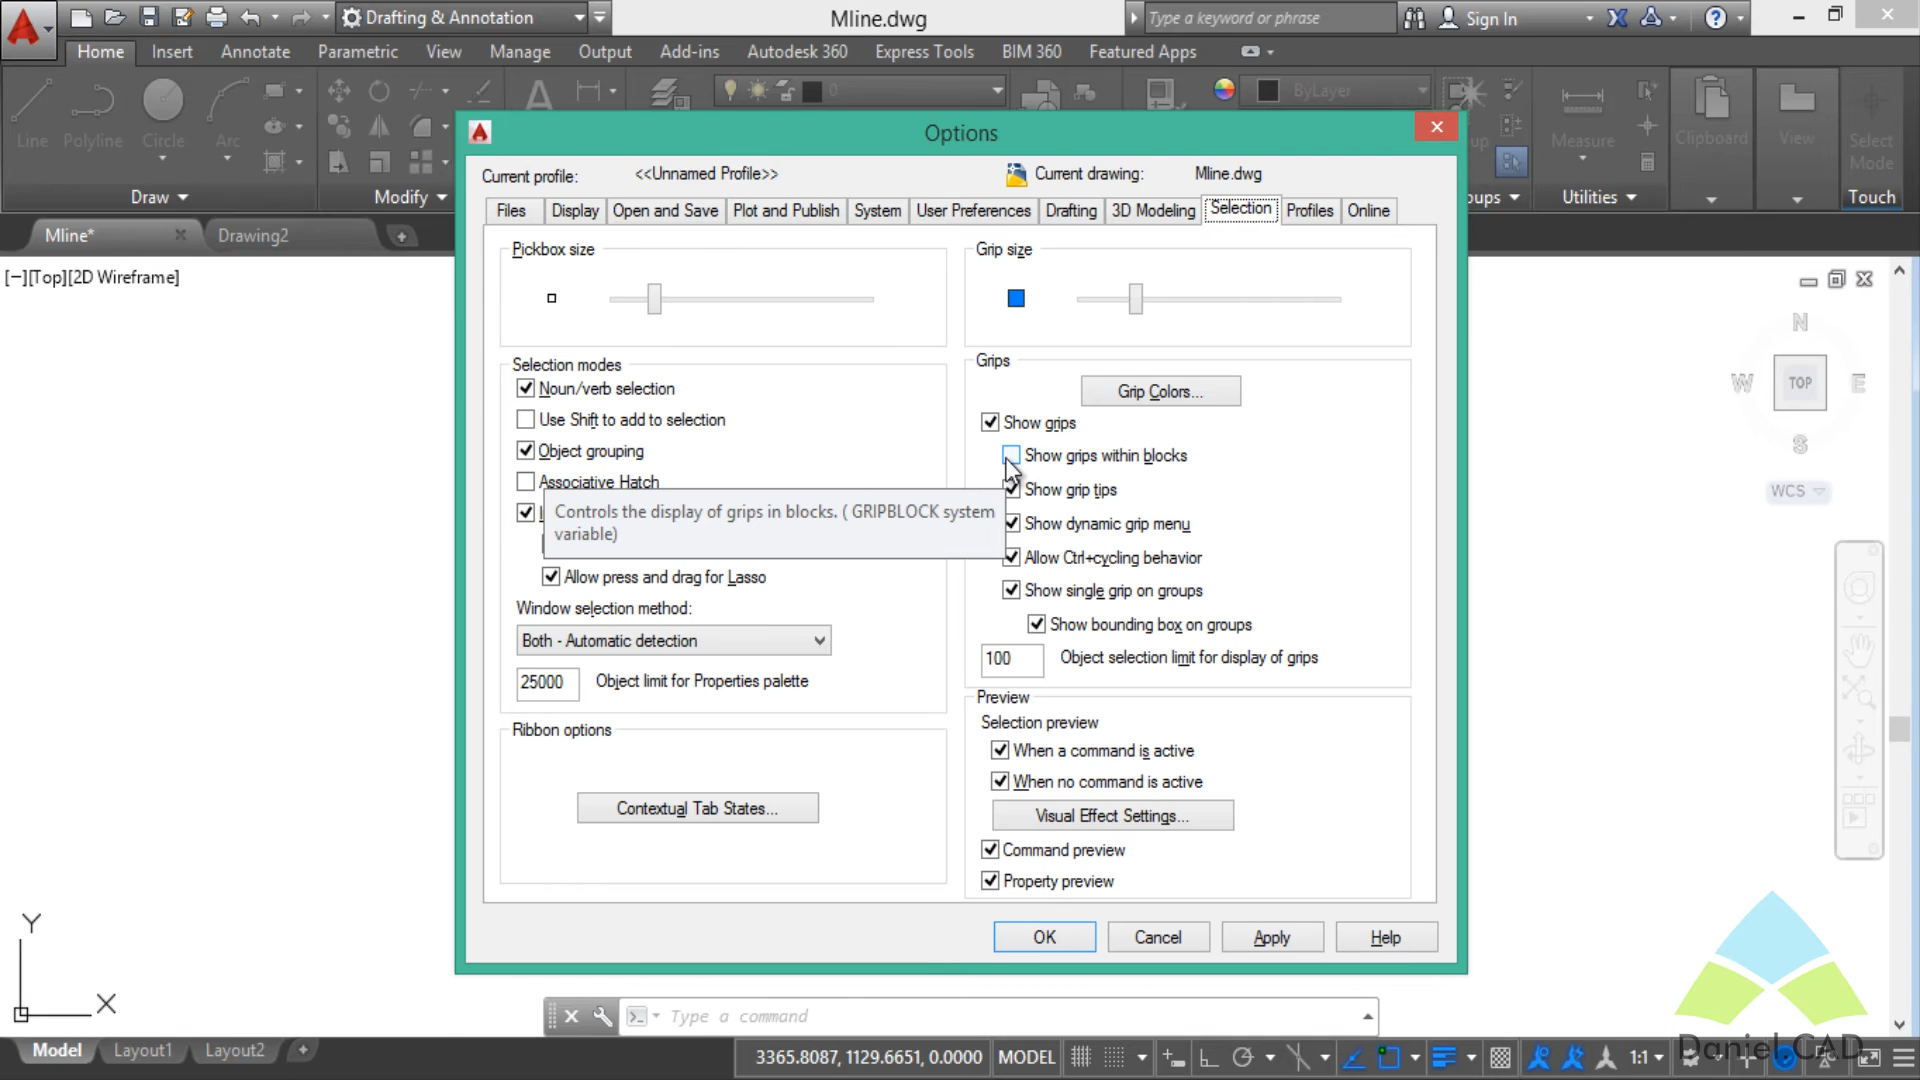 Drafting & Annotation
Mline.dwg
Type a keyword or phrase
Sign In
Home Insert Annotate Parametric View Manage Output Add-ins Autodesk 360 Express Tools BIM 360 Featured Apps
0
ByLayer
Line Polyline Circle Arc
Measure
Clipboard
View
Select
Mode
Draw
Modify
Utilities
Touch
Mline*
Drawing2
[−][Top][2D Wireframe]
Options
Current profile: <<Unnamed Profile>> Current drawing: Mline.dwg
Files Display Open and Save Plot and Publish System User Preferences Drafting 3D Modeling Selection Profiles Online
Pickbox size
Selection modes
Noun/verb selection
Use Shift to add to selection
Object grouping
Associative Hatch
Controls the display of grips in blocks. ( GRIPBLOCK system
variable)
Allow press and drag for Lasso
Window selection method:
Both - Automatic detection
25000 Object limit for Properties palette
Ribbon options
Contextual Tab States...
Grip size
Grips
Grip Colors...
Show grips
Show grips within blocks
Show grip tips
Show dynamic grip menu
Allow Ctrl+cycling behavior
Show single grip on groups
Show bounding box on groups
100 Object selection limit for display of grips
Preview
Selection preview
When a command is active
When no command is active
Visual Effect Settings...
Command preview
Property preview
OK Cancel Apply Help
N
W TOP E
S
WCS
Y
X
Type a command
Model Layout1 Layout2
3365.8087, 1129.6651, 0.0000 MODEL
1:1
Daniel CAD